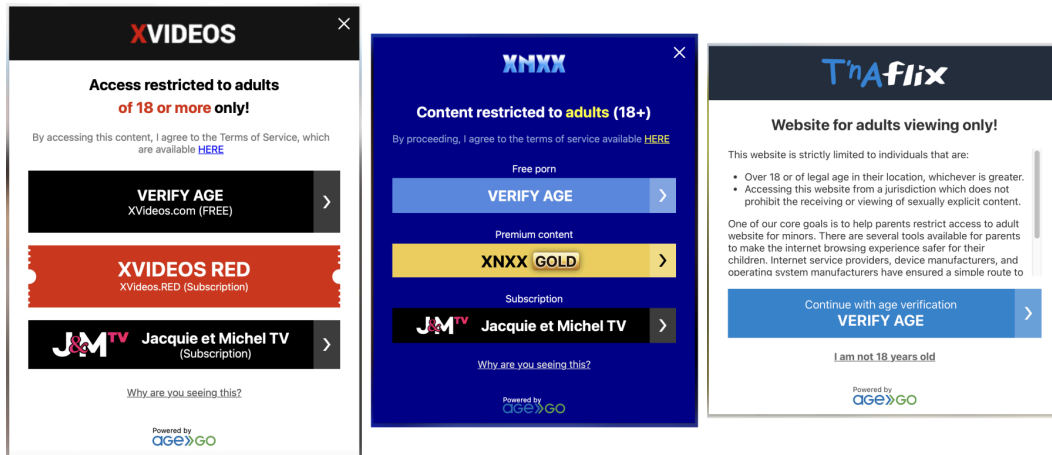 XVIDEOS
Access restricted to adults
of 18 or more only!
By accessing this content, I agree to the Terms of Service, which
are available HERE
VERIFY AGE
XVideos.com (FREE)
XVIDEOS RED
XVideos.RED (Subscription)
J&M TV Jacquie et Michel TV
(Subscription)
Why are you seeing this?
Powered by
age GO
XNXX
Content restricted to adults (18+)
By proceeding, I agree to the terms of service available HERE
Free porn
VERIFY AGE
Premium content
XNXX GOLD
Subscription
J&M TV Jacquie et Michel TV
Why are you seeing this?
Powered by
age GO
T'nAflix
Website for adults viewing only!
This website is strictly limited to individuals that are:
• Over 18 or of legal age in their location, whichever is greater.
• Accessing this website from a jurisdiction which does not
prohibit the receiving or viewing of sexually explicit content.
One of our core goals is to help parents restrict access to adult
website for minors. There are several tools available for parents
to make the internet browsing experience safer for their
children. Internet service providers, device manufacturers, and
operating system manufacturers have ensured a simple route to
Continue with age verification
VERIFY AGE
I am not 18 years old
Powered by
age GO